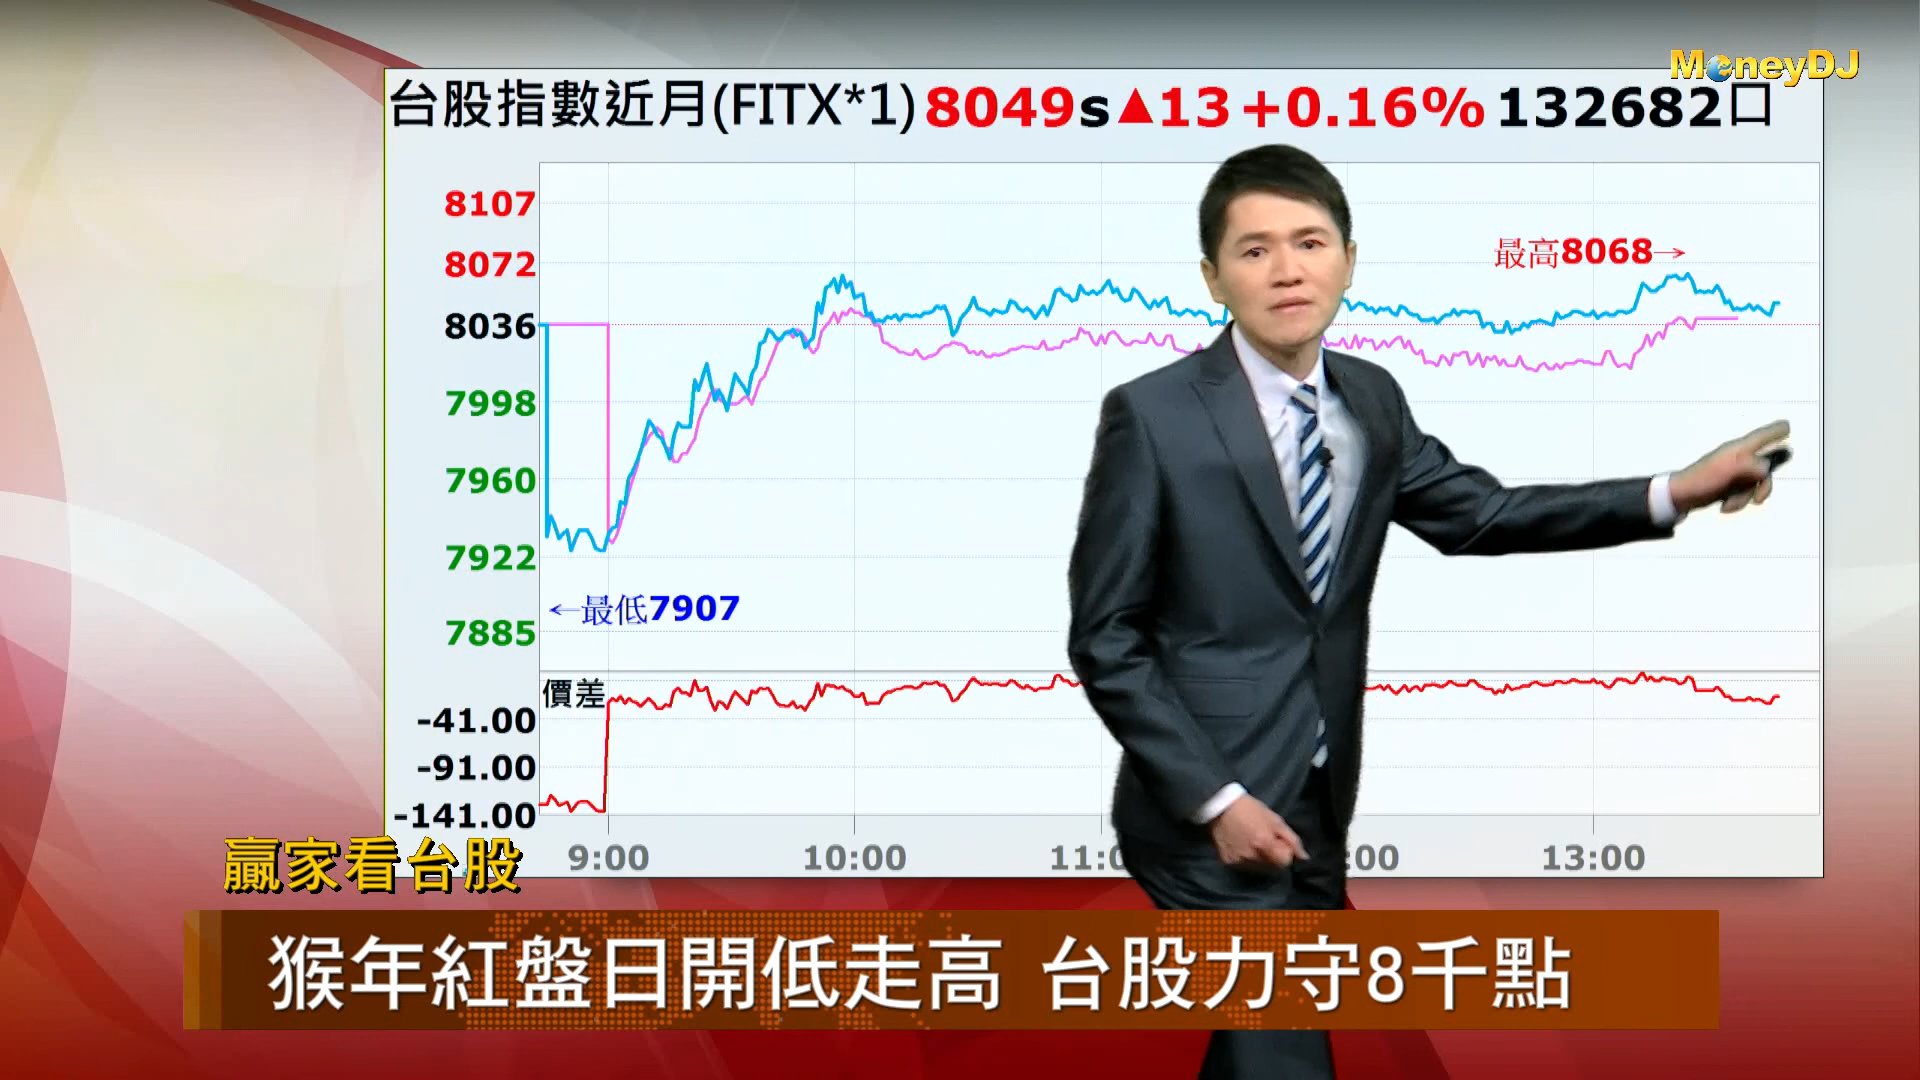 MoneyDJ
台股指數近月(FITX*1) 8049s▲13 +0.16% 132682口
8107
8072
8036
7998
7960
7922
7885
最高8068→
←最低7907
價差
-41.00
-91.00
-141.00
9:00 10:00 11:0 :00 13:00
贏家看台股
猴年紅盤日開低走高 台股力守8千點